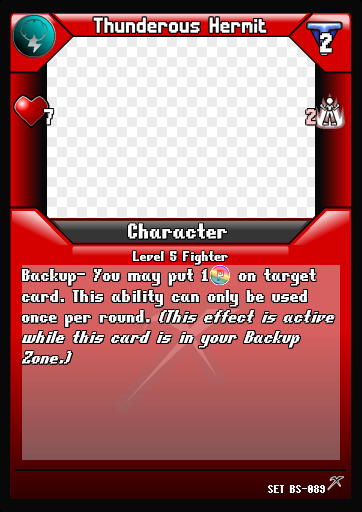 Thunderous Hermit
2
7
2
Character
Level 5 Fighter
Backup- You may put 1 P on target
card. This ability can only be used
once per round. (This effect is active
while this card is in your Backup
Zone.)
SET BS-089